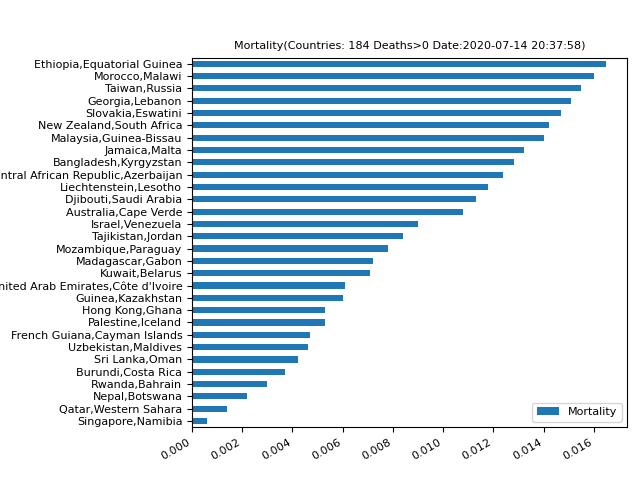 Mortality(Countries: 184 Deaths>0 Date:2020-07-14 20:37:58)
Ethiopia,Equatorial Guinea
Morocco,Malawi
Taiwan,Russia
Georgia,Lebanon
Slovakia,Eswatini
New Zealand,South Africa
Malaysia,Guinea-Bissau
Jamaica,Malta
Bangladesh,Kyrgyzstan
ntral African Republic,Azerbaijan
Liechtenstein,Lesotho
Djibouti,Saudi Arabia
Australia,Cape Verde
Israel,Venezuela
Tajikistan,Jordan
Mozambique,Paraguay
Madagascar,Gabon
Kuwait,Belarus
nited Arab Emirates,Côte d'Ivoire
Guinea,Kazakhstan
Hong Kong,Ghana
Palestine,Iceland
French Guiana,Cayman Islands
Uzbekistan,Maldives
Sri Lanka,Oman
Burundi,Costa Rica
Rwanda,Bahrain
Nepal,Botswana
Qatar,Western Sahara
Singapore,Namibia
Mortality
0.000 0.002 0.004 0.006 0.008 0.010 0.012 0.014 0.016